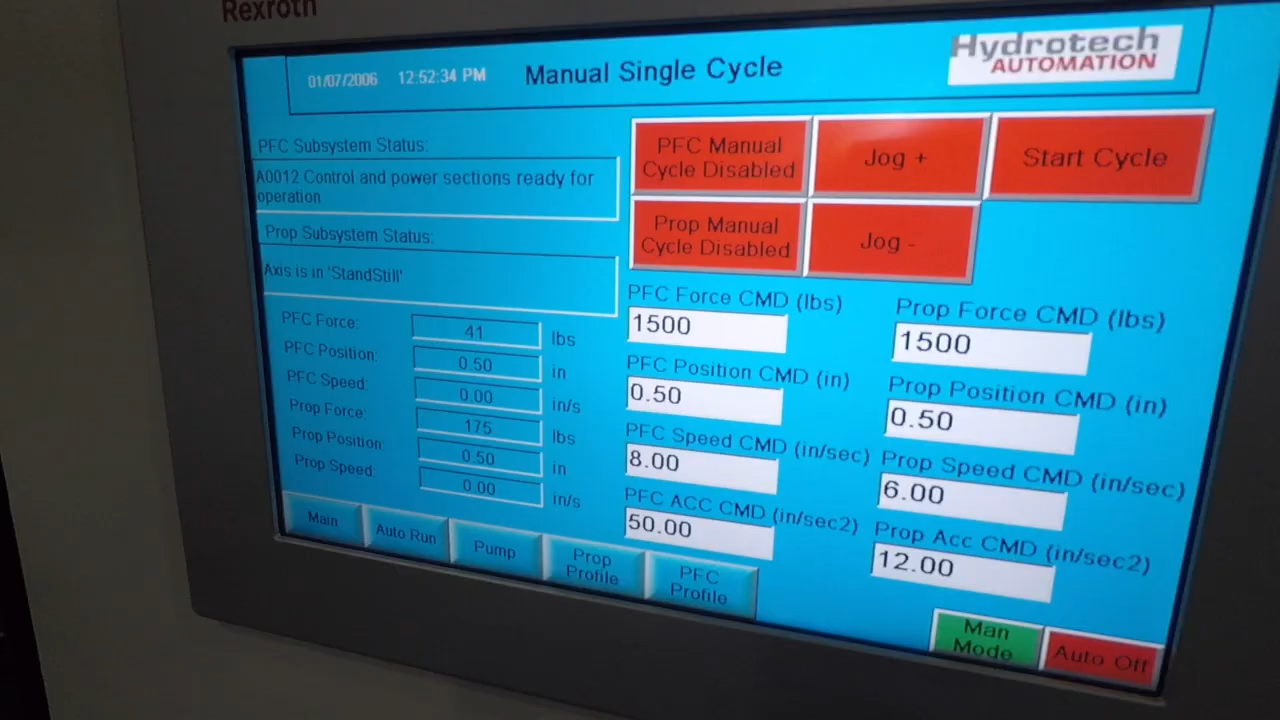 Rexroth
01/07/2006 12:52:34 PM
Manual Single Cycle
Hydrotech
AUTOMATION
PFC Subsystem Status:
A0012 Control and power sections ready for
operation
Prop Subsystem Status:
Axis is in 'StandStill'
PFC Manual
Cycle Disabled
Jog +
Start Cycle
Prop Manual
Cycle Disabled
Jog -
PFC Force: 41 lbs
PFC Position: 0.50 in
PFC Speed: 0.00 in/s
Prop Force: 175 lbs
Prop Position: 0.50 in
Prop Speed: 0.00 in/s
PFC Force CMD (lbs)
1500
PFC Position CMD (in)
0.50
PFC Speed CMD (in/sec)
8.00
PFC ACC CMD (in/sec2)
50.00
Prop Force CMD (lbs)
1500
Prop Position CMD (in)
0.50
Prop Speed CMD (in/sec)
6.00
Prop Acc CMD (in/sec2)
12.00
Main
Auto Run
Pump
Prop
Profile
PFC
Profile
Man
Mode
Auto Off